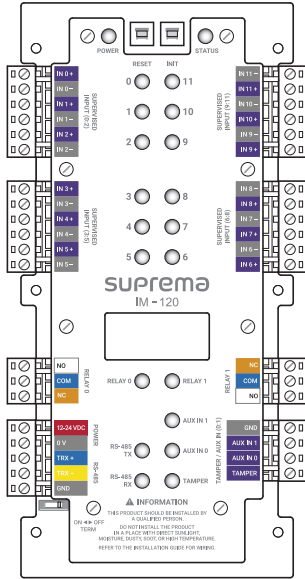 POWER
STATUS
RESET INIT
IN 0 +
IN 0 –
IN 1 +
IN 1 –
IN 2 +
IN 2 –
SUPERVISED
INPUT (0:2)
0 11
1 10
2 9
SUPERVISED
INPUT (9:11)
IN 11 –
IN 11 +
IN 10 –
IN 10 +
IN 9 –
IN 9 +
IN 3 +
IN 3 –
IN 4 +
IN 4 –
IN 5 +
IN 5 –
SUPERVISED
INPUT (3:5)
3 8
4 7
5 6
SUPERVISED
INPUT (6:8)
IN 8 –
IN 8 +
IN 7 –
IN 7 +
IN 6 –
IN 6 +
suprema
IM – 120
NO
COM
NC
RELAY 0
RELAY 0 RELAY 1
RELAY 1
NC
COM
NO
12-24 VDC
0 V
TRX +
TRX –
GND
POWER
RS-485
AUX IN 1
RS-485
TX
AUX IN 0
RS-485
RX
TAMPER
TAMPER / AUX IN (0:1)
GND
AUX IN 1
AUX IN 0
TAMPER
ON ◄► OFF
TERM
INFORMATION
THIS PRODUCT SHOULD BE INSTALLED BY
A QUALIFIED PERSON.
DO NOT INSTALL THE PRODUCT
IN A PLACE WITH DIRECT SUNLIGHT,
MOISTURE, DUSTY, SOOT, OR HIGH TEMPERATURE.
REFER TO THE INSTALLATION GUIDE FOR WIRING.